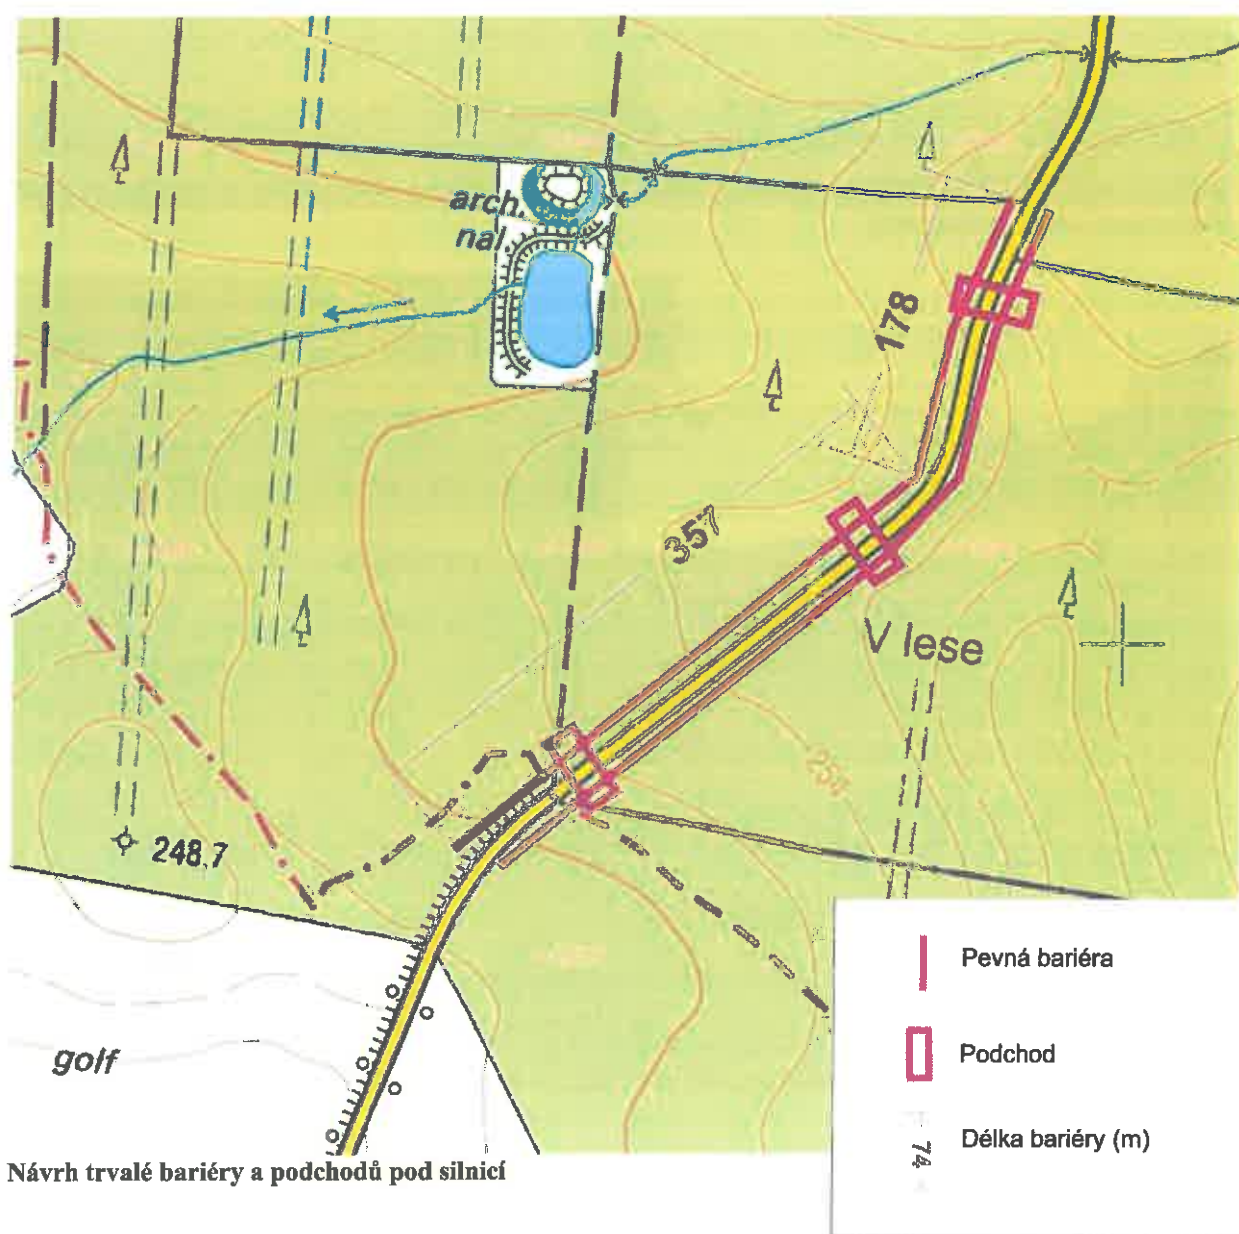 arch.
nal.
178
357
V lese
250
248.7
golf
Pevná bariéra
Podchod
Délka bariéry (m)
74
Návrh trvalé bariéry a podchodů pod silnicí